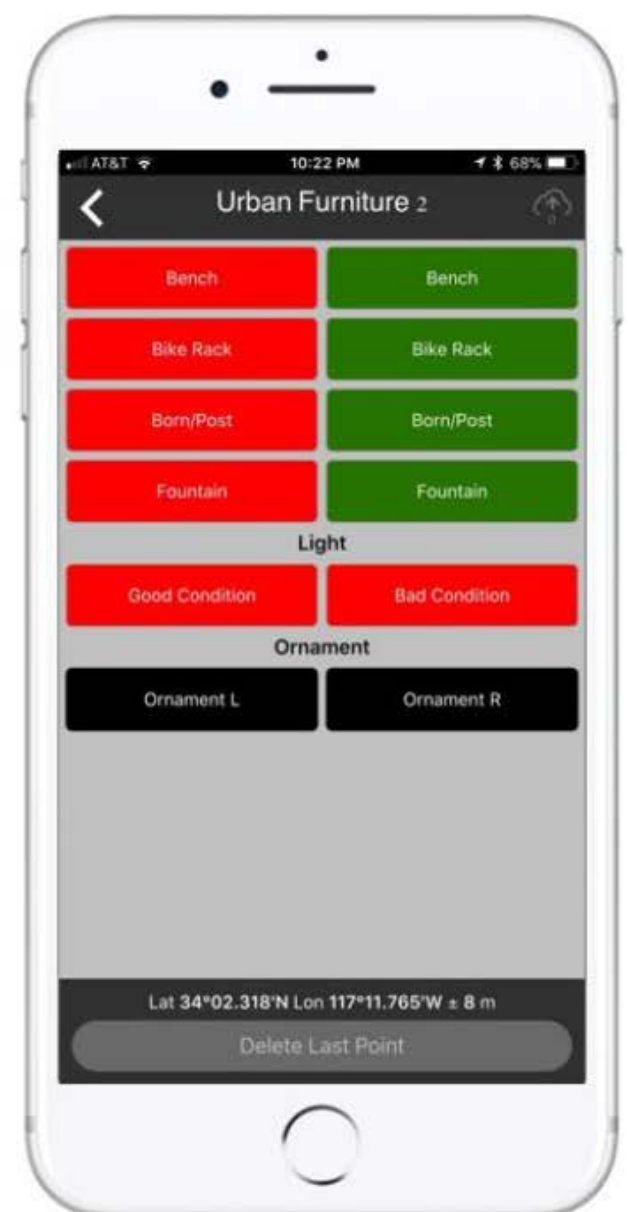 AT&T 10:22 PM 68%
Urban Furniture 2
0
Bench Bench
Bike Rack Bike Rack
Born/Post Born/Post
Fountain Fountain
Light
Good Condition Bad Condition
Ornament
Ornament L Ornament R
Lat 34°02.318'N Lon 117°11.765'W ± 8 m
Delete Last Point